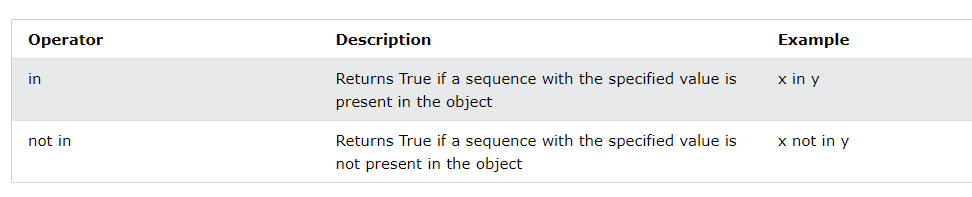 Operator Description Example
in Returns True if a sequence with the specified value is x in y
present in the object
not in Returns True if a sequence with the specified value is x not in y
not present in the object